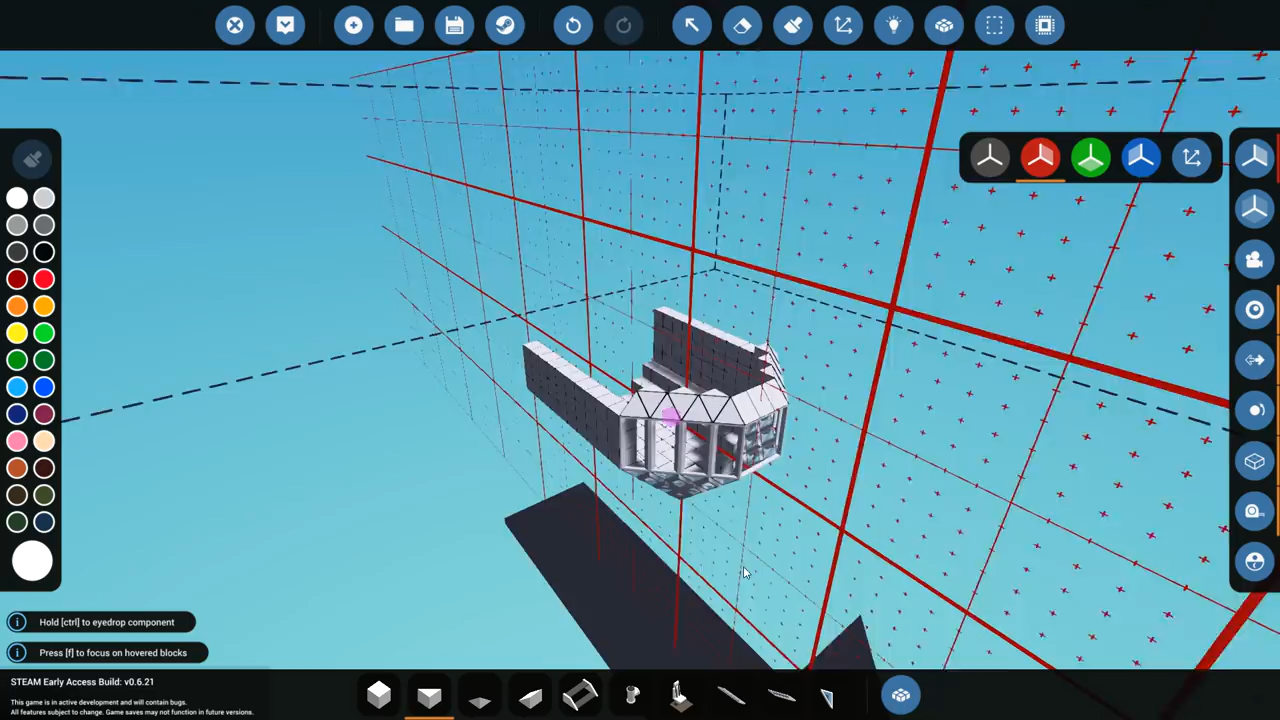 Hold [ctrl] to eyedrop component
Press [f] to focus on hovered blocks
STEAM Early Access Build: v0.6.21
This game is in active development and will contain bugs.
All features subject to change. Game saves may not function in future versions.